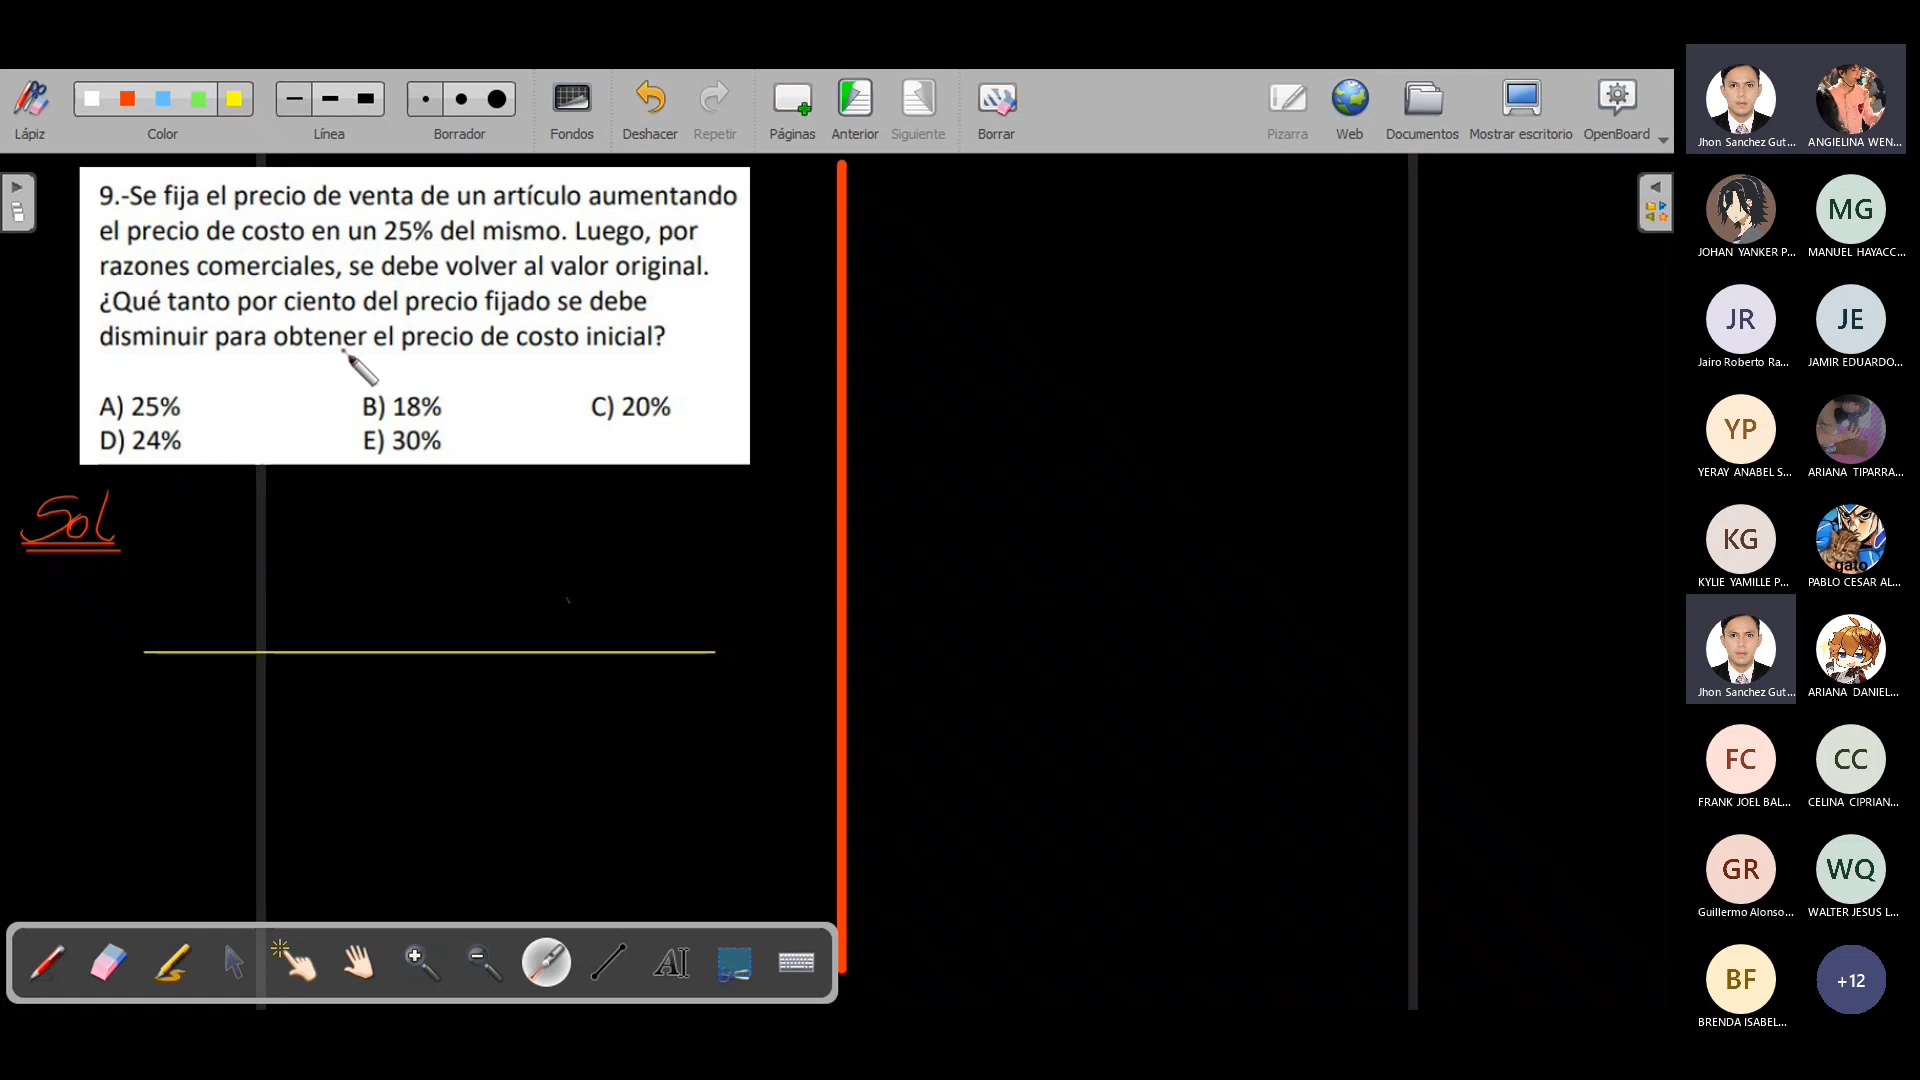 Lápiz
Color
Línea
Borrador
Fondos
Deshacer
Repetir
Páginas
Anterior
Siguiente
Borrar
Pizarra
Web
Documentos
Mostrar escritorio
OpenBoard
9.-Se fija el precio de venta de un artículo aumentando
el precio de costo en un 25% del mismo. Luego, por
razones comerciales, se debe volver al valor original.
¿Qué tanto por ciento del precio fijado se debe
disminuir para obtener el precio de costo inicial?
A) 25% B) 18% C) 20%
D) 24% E) 30%
Sol
AI
Jhon Sanchez Gut...
ANGIELINA WEN...
JOHAN YANKER P...
MG
MANUEL HAYACC...
JR
Jairo Roberto Ra...
JE
JAMIR EDUARDO...
YP
YERAY ANABEL S...
ARIANA TIPARRA...
KG
KYLIE YAMILLE P...
gato
PABLO CESAR AL...
Jhon Sanchez Gut...
ARIANA DANIEL...
FC
FRANK JOEL BAL...
CC
CELINA CIPRIAN...
GR
Guillermo Alonso...
WQ
WALTER JESUS L...
BF
BRENDA ISABEL...
+12